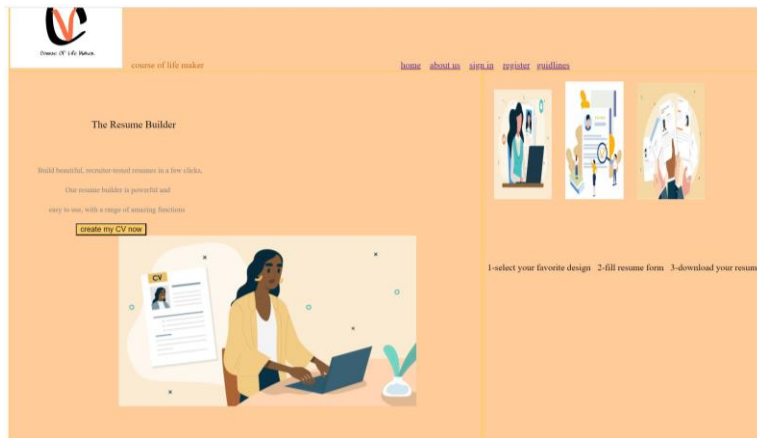 Course Of Life Maker
course of life maker
home about us sign in register guidlines
The Resume Builder
Build beautiful, recruiter-tested resumes in a few clicks,
Our resume builder is powerful and
easy to use, with a range of amazing functions
create my CV now
CV
1-select your favorite design 2-fill resume form 3-download your resum